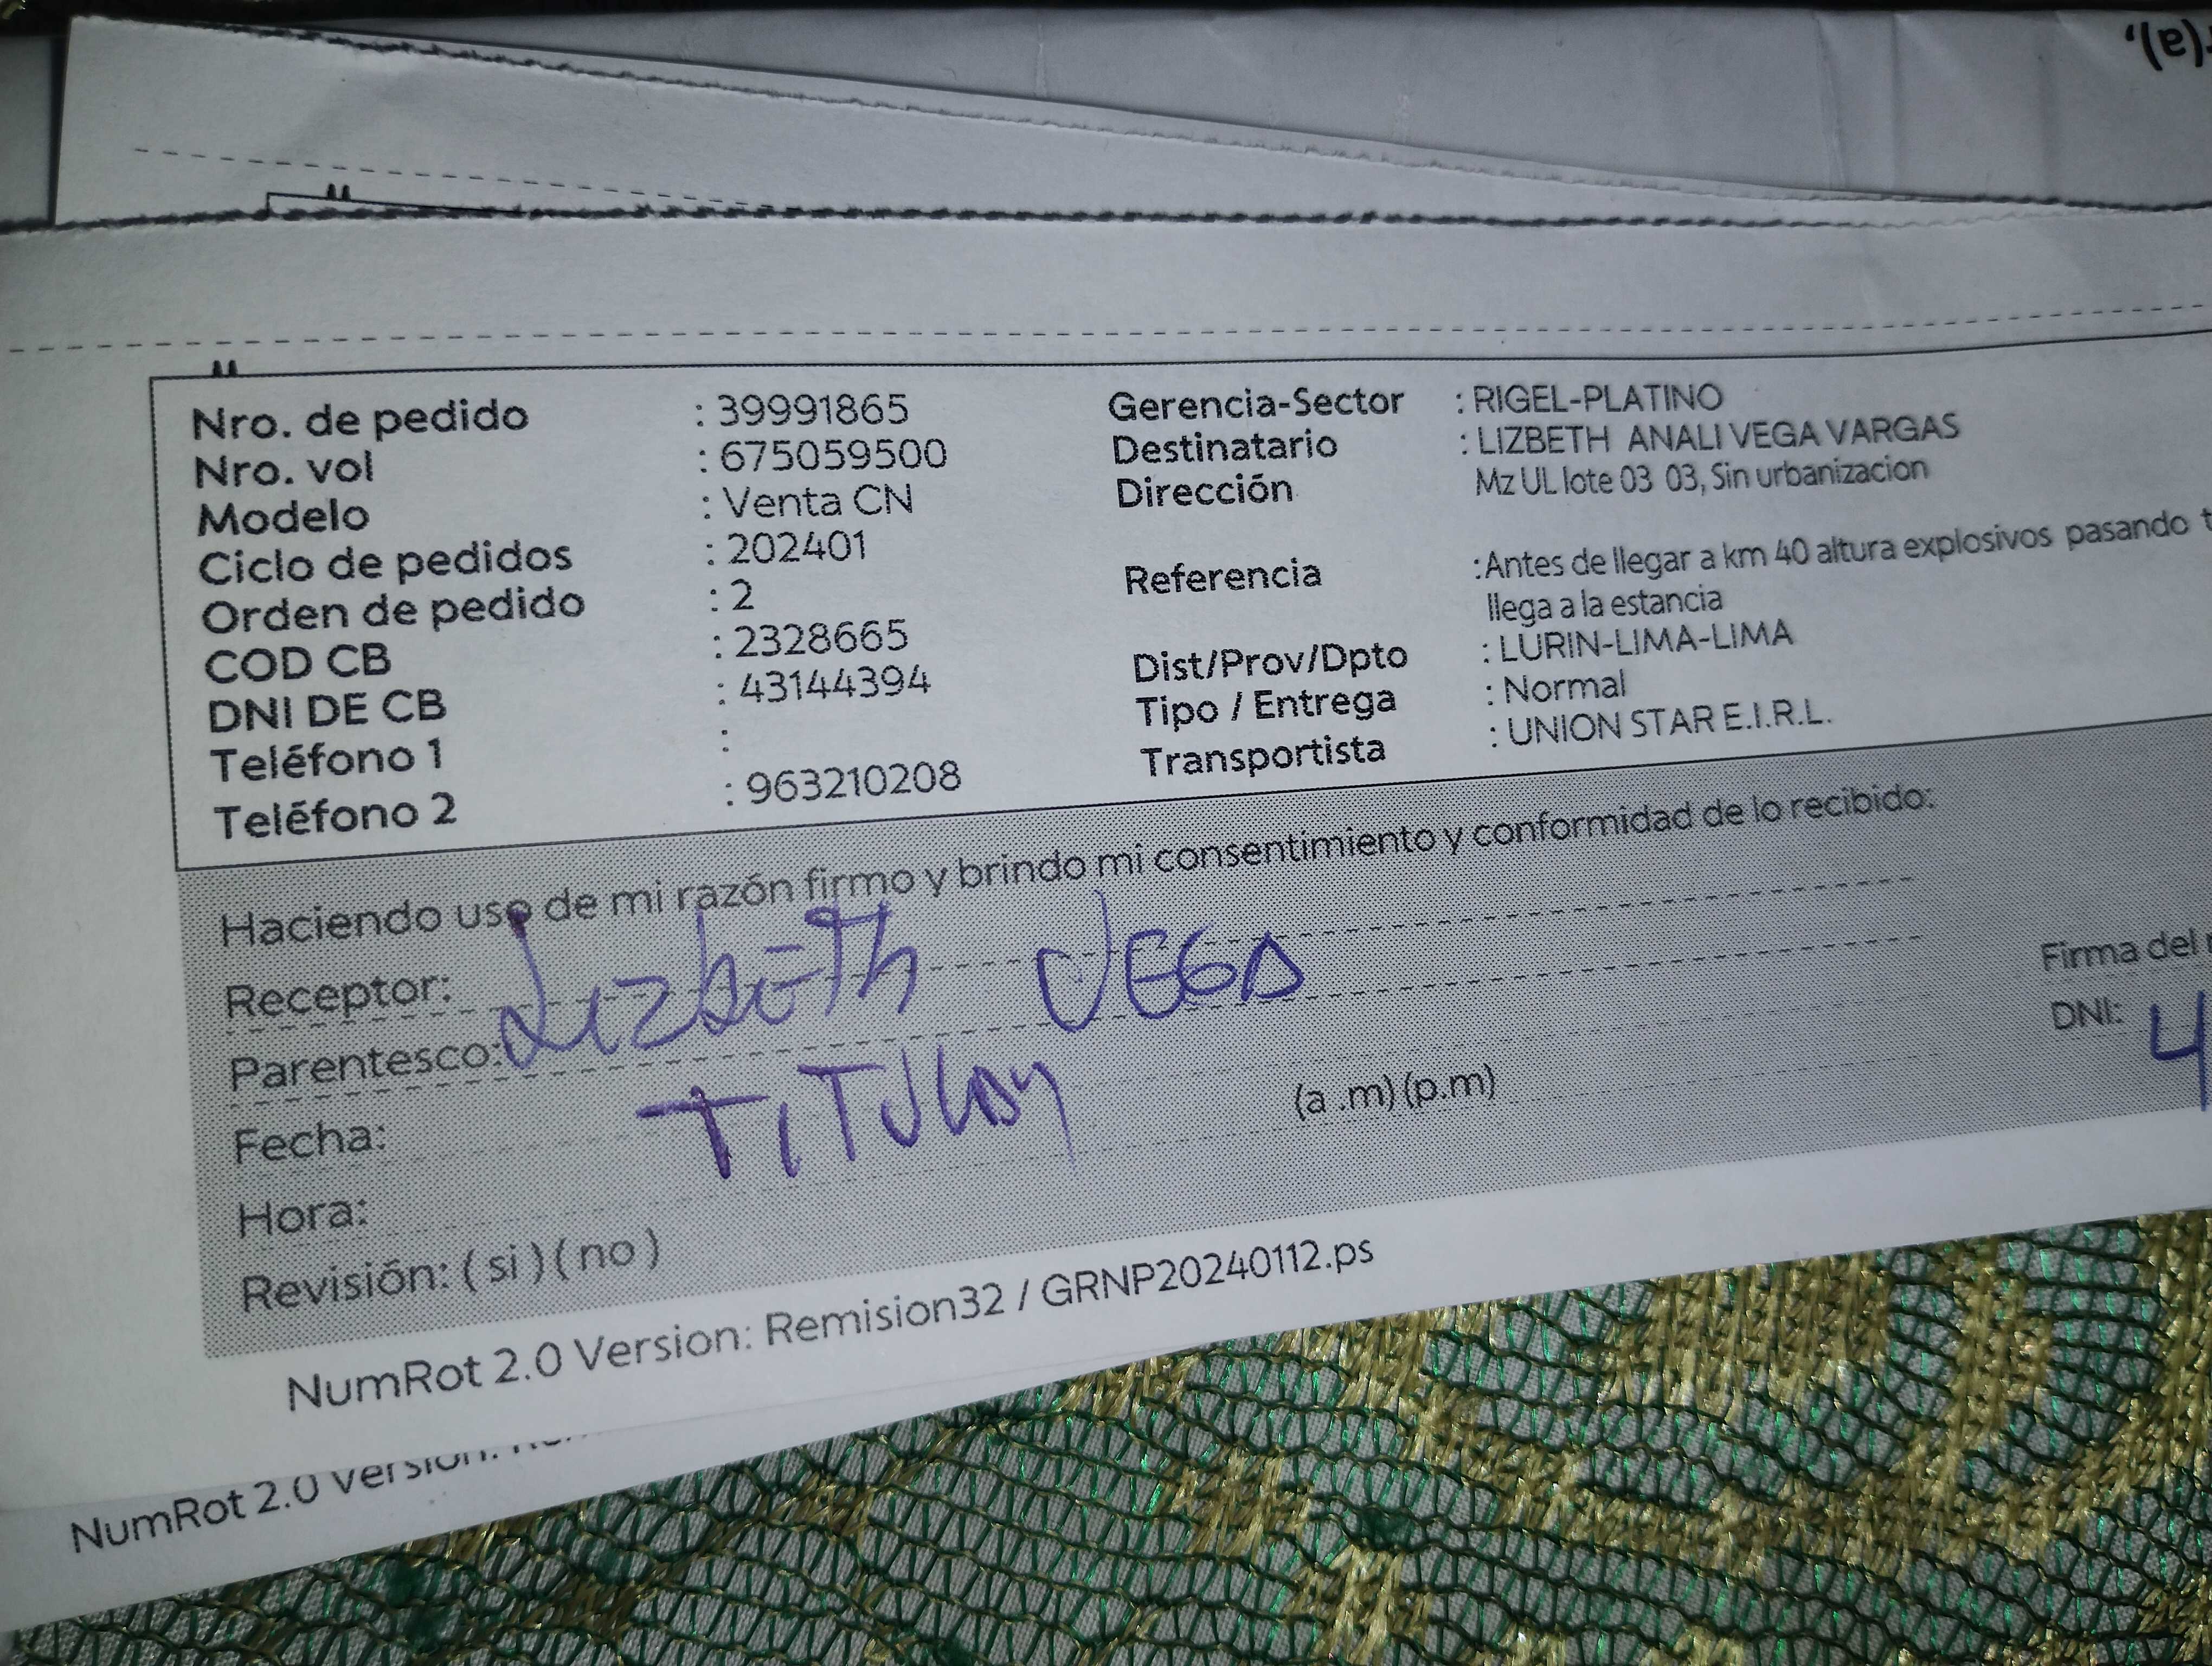 r(a),
Nro. de pedido : 39991865 Gerencia-Sector : RIGEL-PLATINO
Nro. vol : 675059500 Destinatario : LIZBETH ANALI VEGA VARGAS
Modelo : Venta CN Dirección Mz UL lote 03 03, Sin urbanizacion
Ciclo de pedidos : 202401
Orden de pedido : 2 Referencia :Antes de llegar a km 40 altura explosivos pasando t
llega a la estancia
COD CB : 2328665 Dist/Prov/Dpto : LURIN-LIMA-LIMA
DNI DE CB : 43144394 Tipo / Entrega : Normal
Teléfono 1 : Transportista : UNION STAR E.I.R.L.
Teléfono 2 : 963210208
Haciendo uso de mi razón firmo y brindo mi consentimiento y conformidad de lo recibido:
Receptor: Lizbeth VEGA
Parentesco: TiTUlar
Firma del
Fecha:
DNI: 4
Hora: (a .m) (p.m)
Revisión: ( si ) ( no )
NumRot 2.0 Version: Remision32 / GRNP20240112.ps
NumRot 2.0 Version: